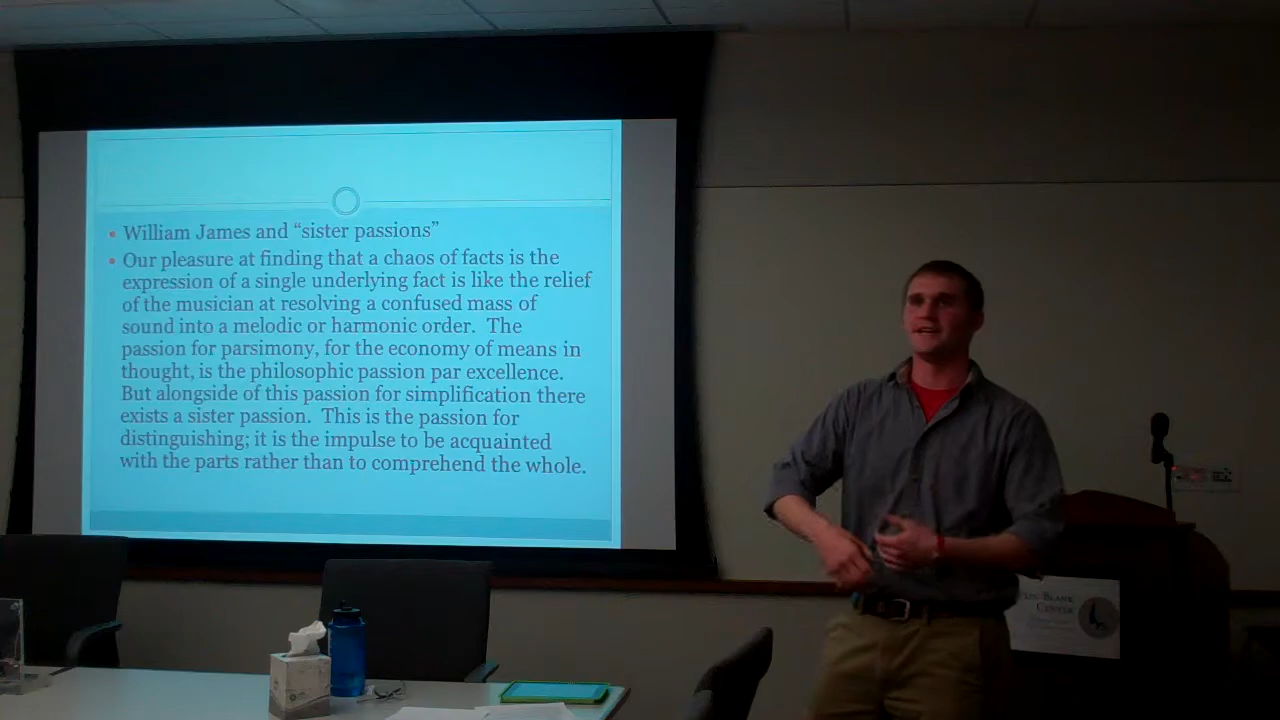 William James and “sister passions”
Our pleasure at finding that a chaos of facts is the
expression of a single underlying fact is like the relief
of the musician at resolving a confused mass of
sound into a melodic or harmonic order. The
passion for parsimony, for the economy of means in
thought, is the philosophic passion par excellence.
But alongside of this passion for simplification there
exists a sister passion. This is the passion for
distinguishing; it is the impulse to be acquainted
with the parts rather than to comprehend the whole.
Blank
Center